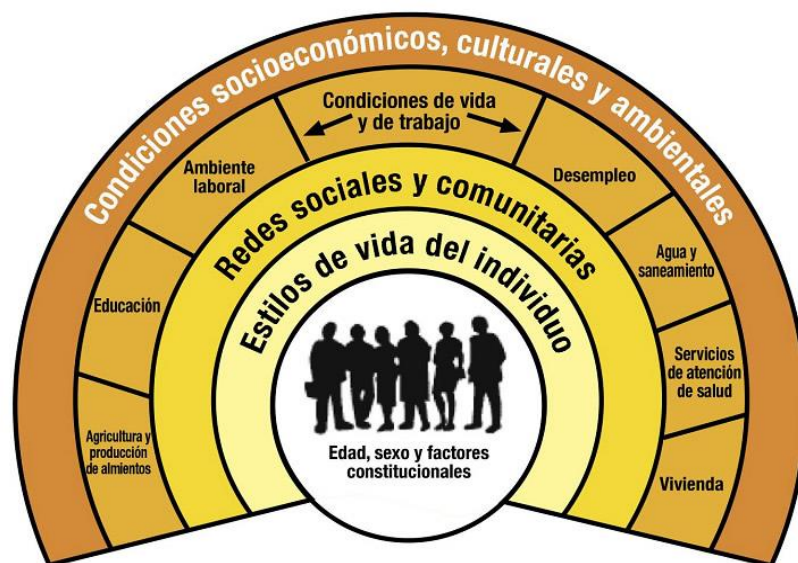 Condiciones socioeconómicos, culturales y ambientales
Condiciones de vida
y de trabajo
Ambiente
laboral
Desempleo
Educación
Agua y
saneamiento
Agricultura y
producción
de almientos
Servicios
de atención
de salud
Vivienda
Redes sociales y comunitarias
Estilos de vida del individuo
Edad, sexo y factores
constitucionales